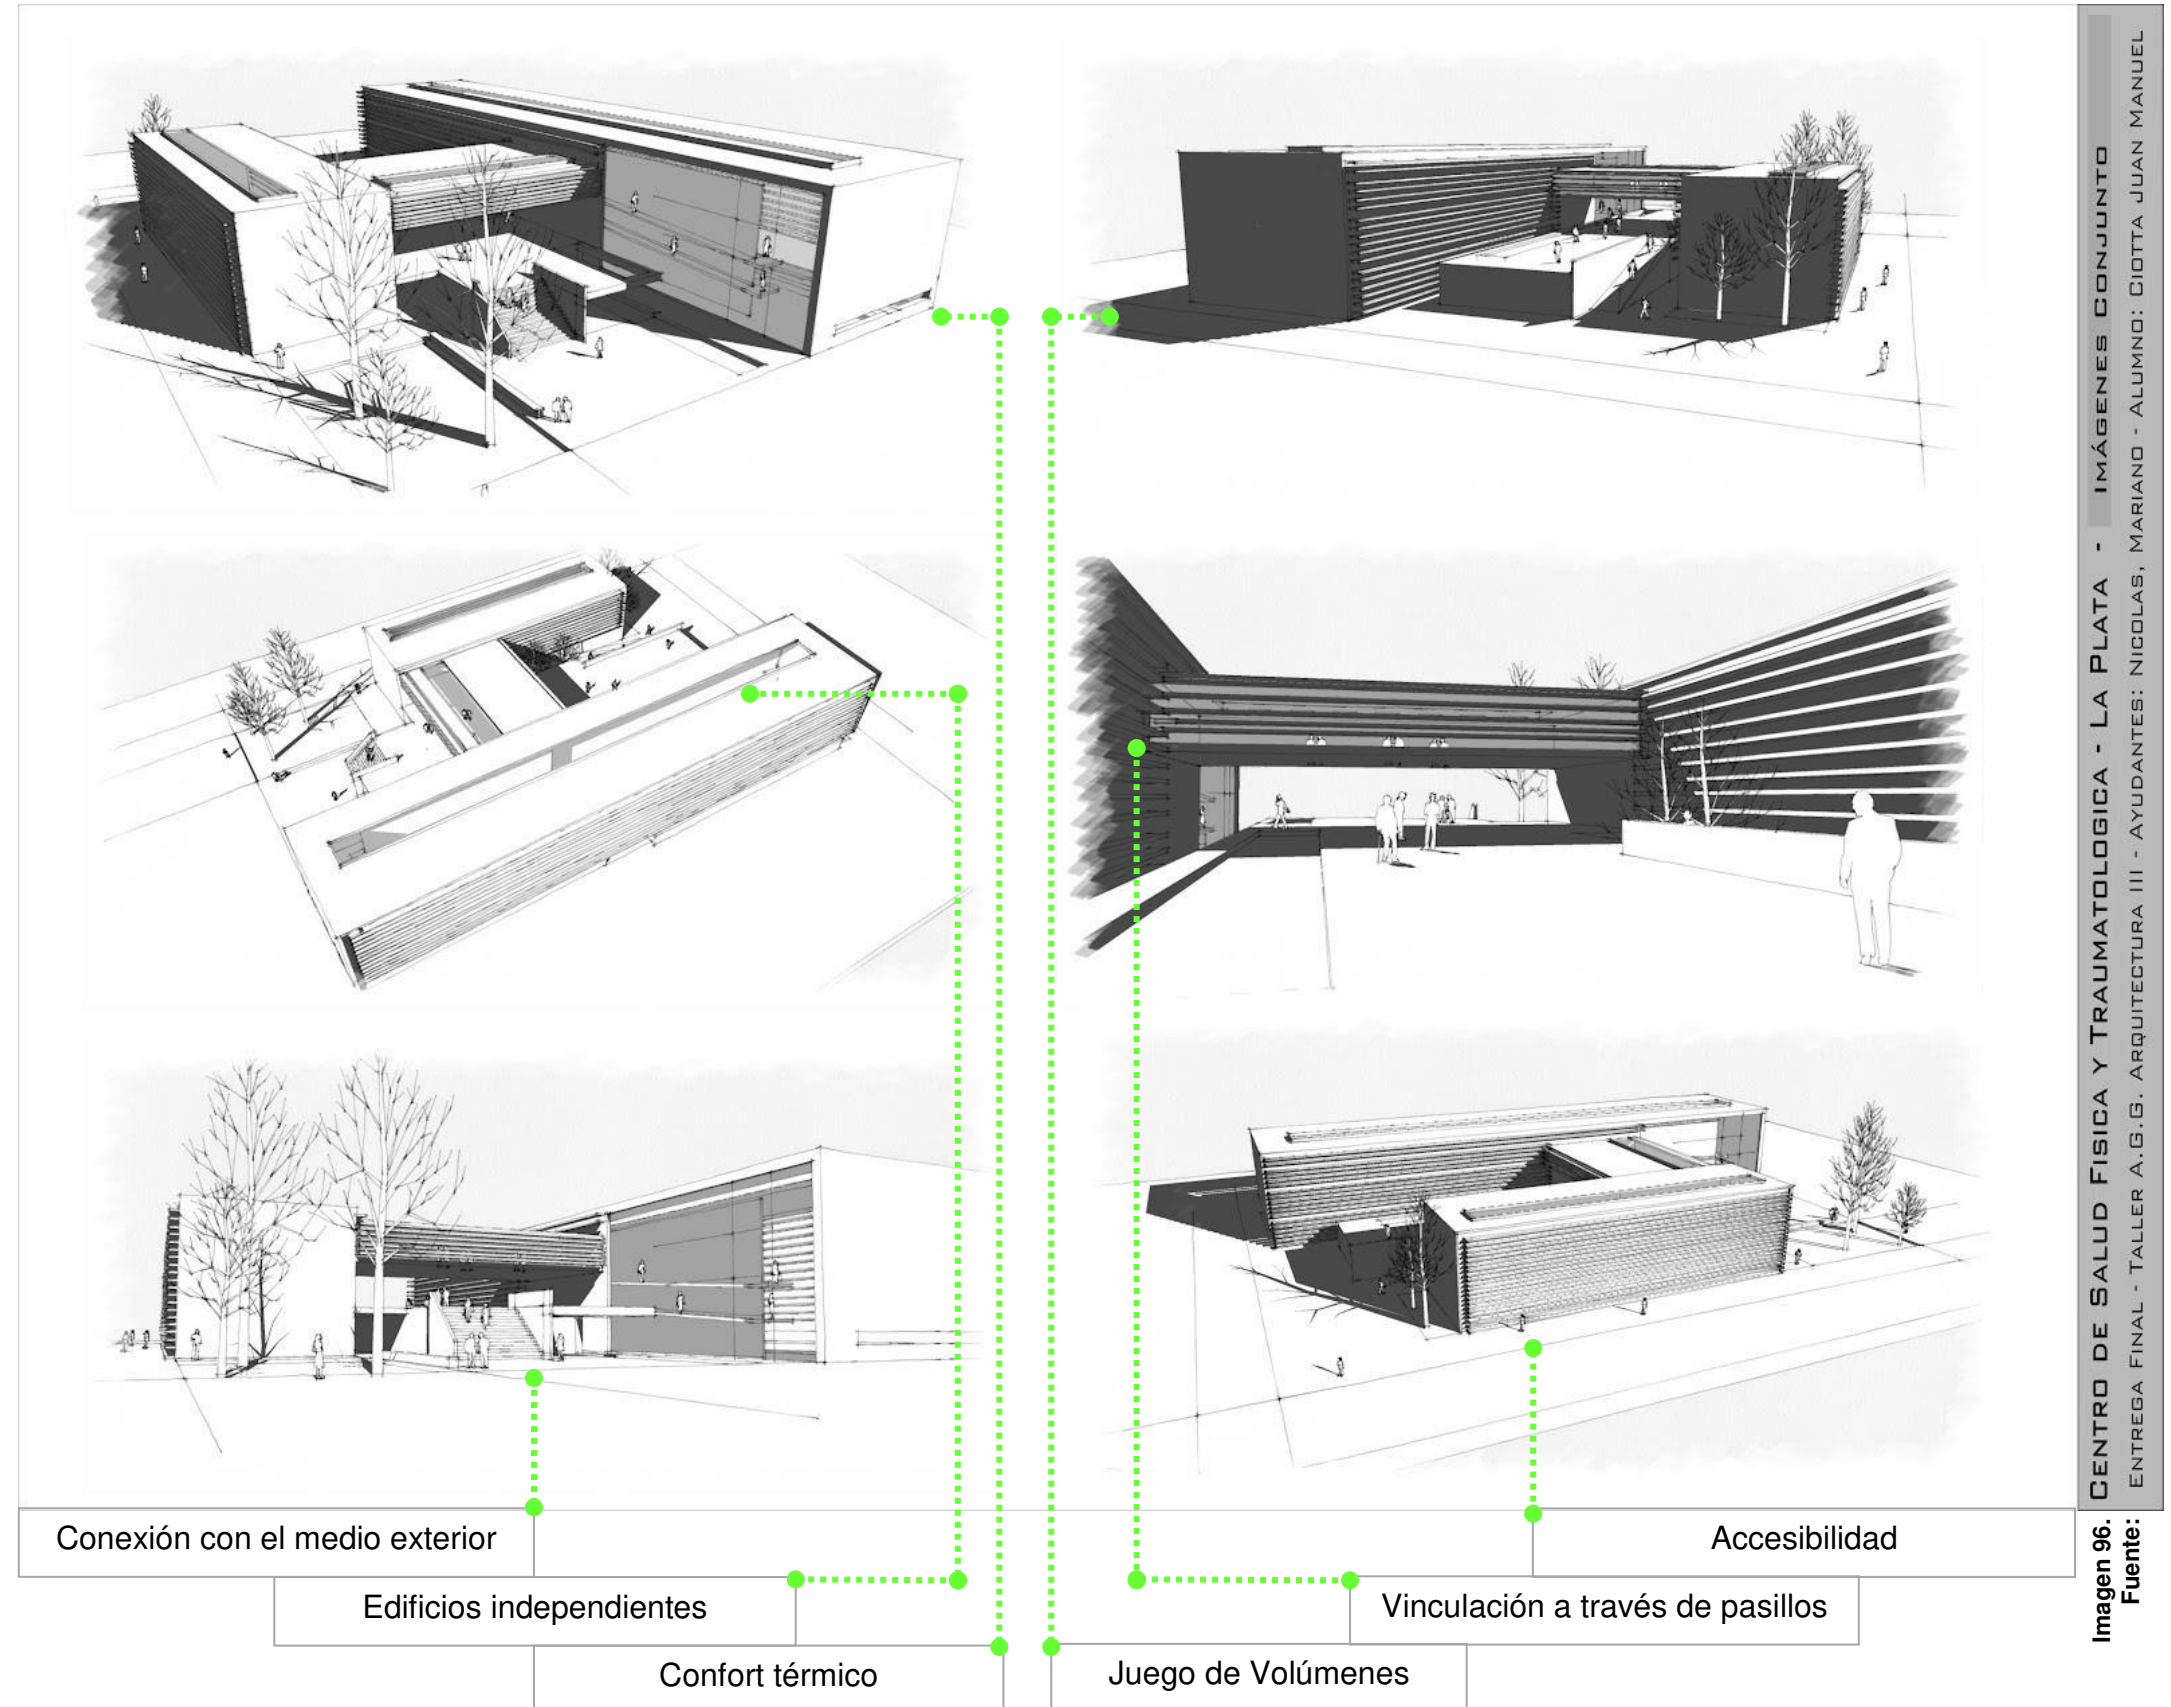 CENTRO DE SALUD FISICA Y TRAUMATOLOGICA - LA PLATA - IMÁGENES CONJUNTO
ENTREGA FINAL - TALLER A.G.G. ARQUITECTURA III - AYUDANTES: NICOLAS, MARIANO - ALUMNO: CIOTTA JUAN MANUEL
Conexión con el medio exterior
Accesibilidad
Edificios independientes
Vinculación a través de pasillos
Confort térmico
Juego de Volúmenes
Imagen 96.
Fuente: